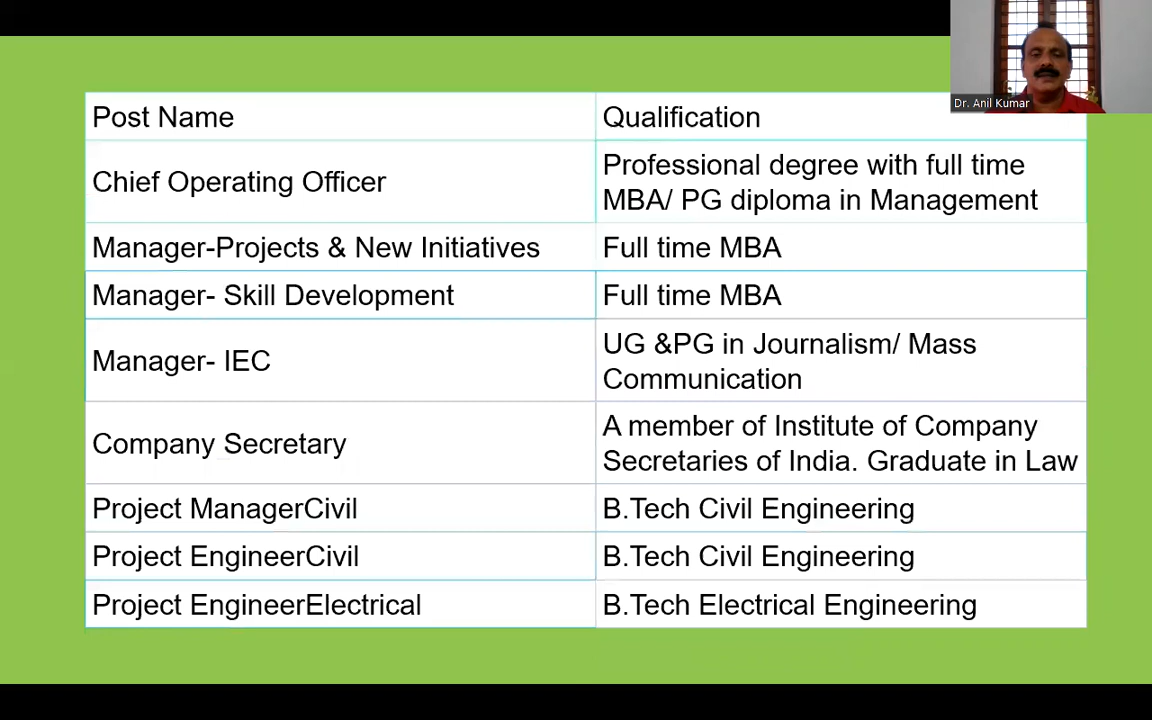 Dr. Anil Kumar
Post Name
Qualification
Chief Operating Officer
Professional degree with full time
MBA/ PG diploma in Management
Manager-Projects & New Initiatives
Full time MBA
Manager- Skill Development
Full time MBA
Manager- IEC
UG &PG in Journalism/ Mass
Communication
Company Secretary
A member of Institute of Company
Secretaries of India. Graduate in Law
Project ManagerCivil
B.Tech Civil Engineering
Project EngineerCivil
B.Tech Civil Engineering
Project EngineerElectrical
B.Tech Electrical Engineering